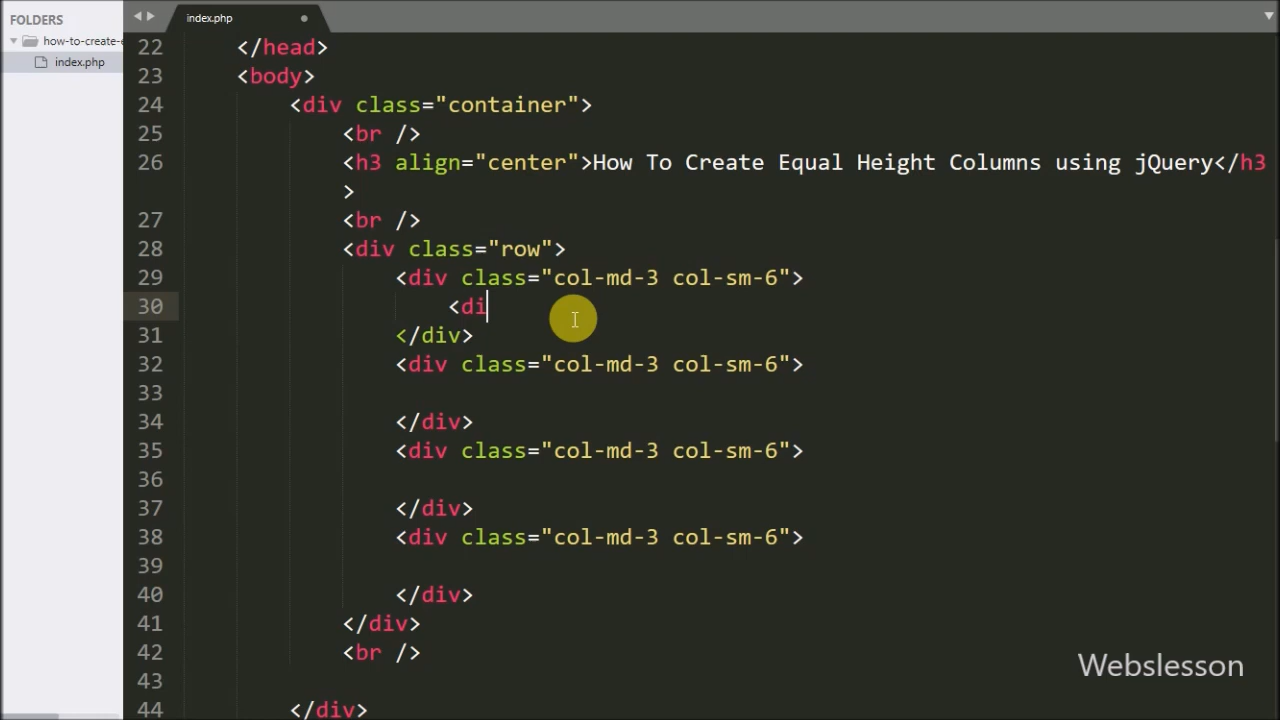 FOLDERS
how-to-create-e
index.php
index.php
22 </head>
23 <body>
24 <div class="container">
25 <br />
26 <h3 align="center">How To Create Equal Height Columns using jQuery</h3
>
27 <br />
28 <div class="row">
29 <div class="col-md-3 col-sm-6">
30 <di
31 </div>
32 <div class="col-md-3 col-sm-6">
33
34 </div>
35 <div class="col-md-3 col-sm-6">
36
37 </div>
38 <div class="col-md-3 col-sm-6">
39
40 </div>
41 </div>
42 <br />
43
44 </div>
Webslesson